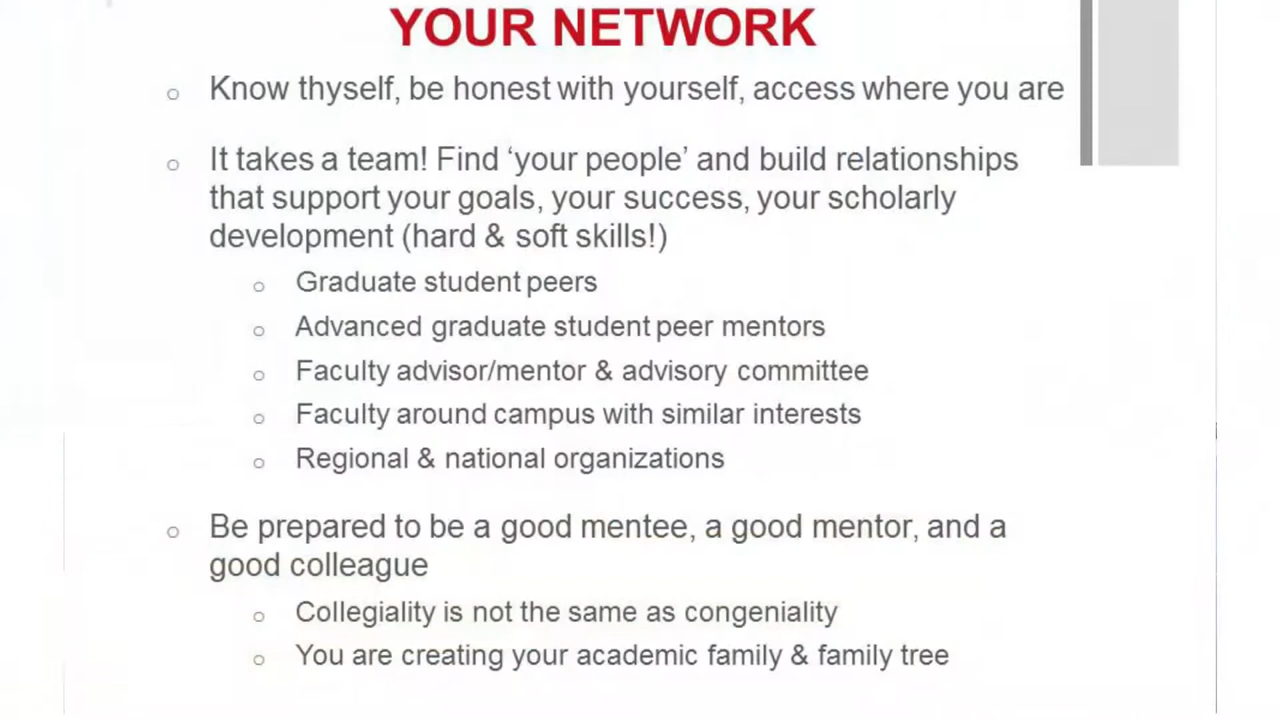 YOUR NETWORK
Know thyself, be honest with yourself, access where you are
It takes a team! Find ‘your people’ and build relationships
that support your goals, your success, your scholarly
development (hard & soft skills!)
Graduate student peers
Advanced graduate student peer mentors
Faculty advisor/mentor & advisory committee
Faculty around campus with similar interests
Regional & national organizations
Be prepared to be a good mentee, a good mentor, and a
good colleague
Collegiality is not the same as congeniality
You are creating your academic family & family tree